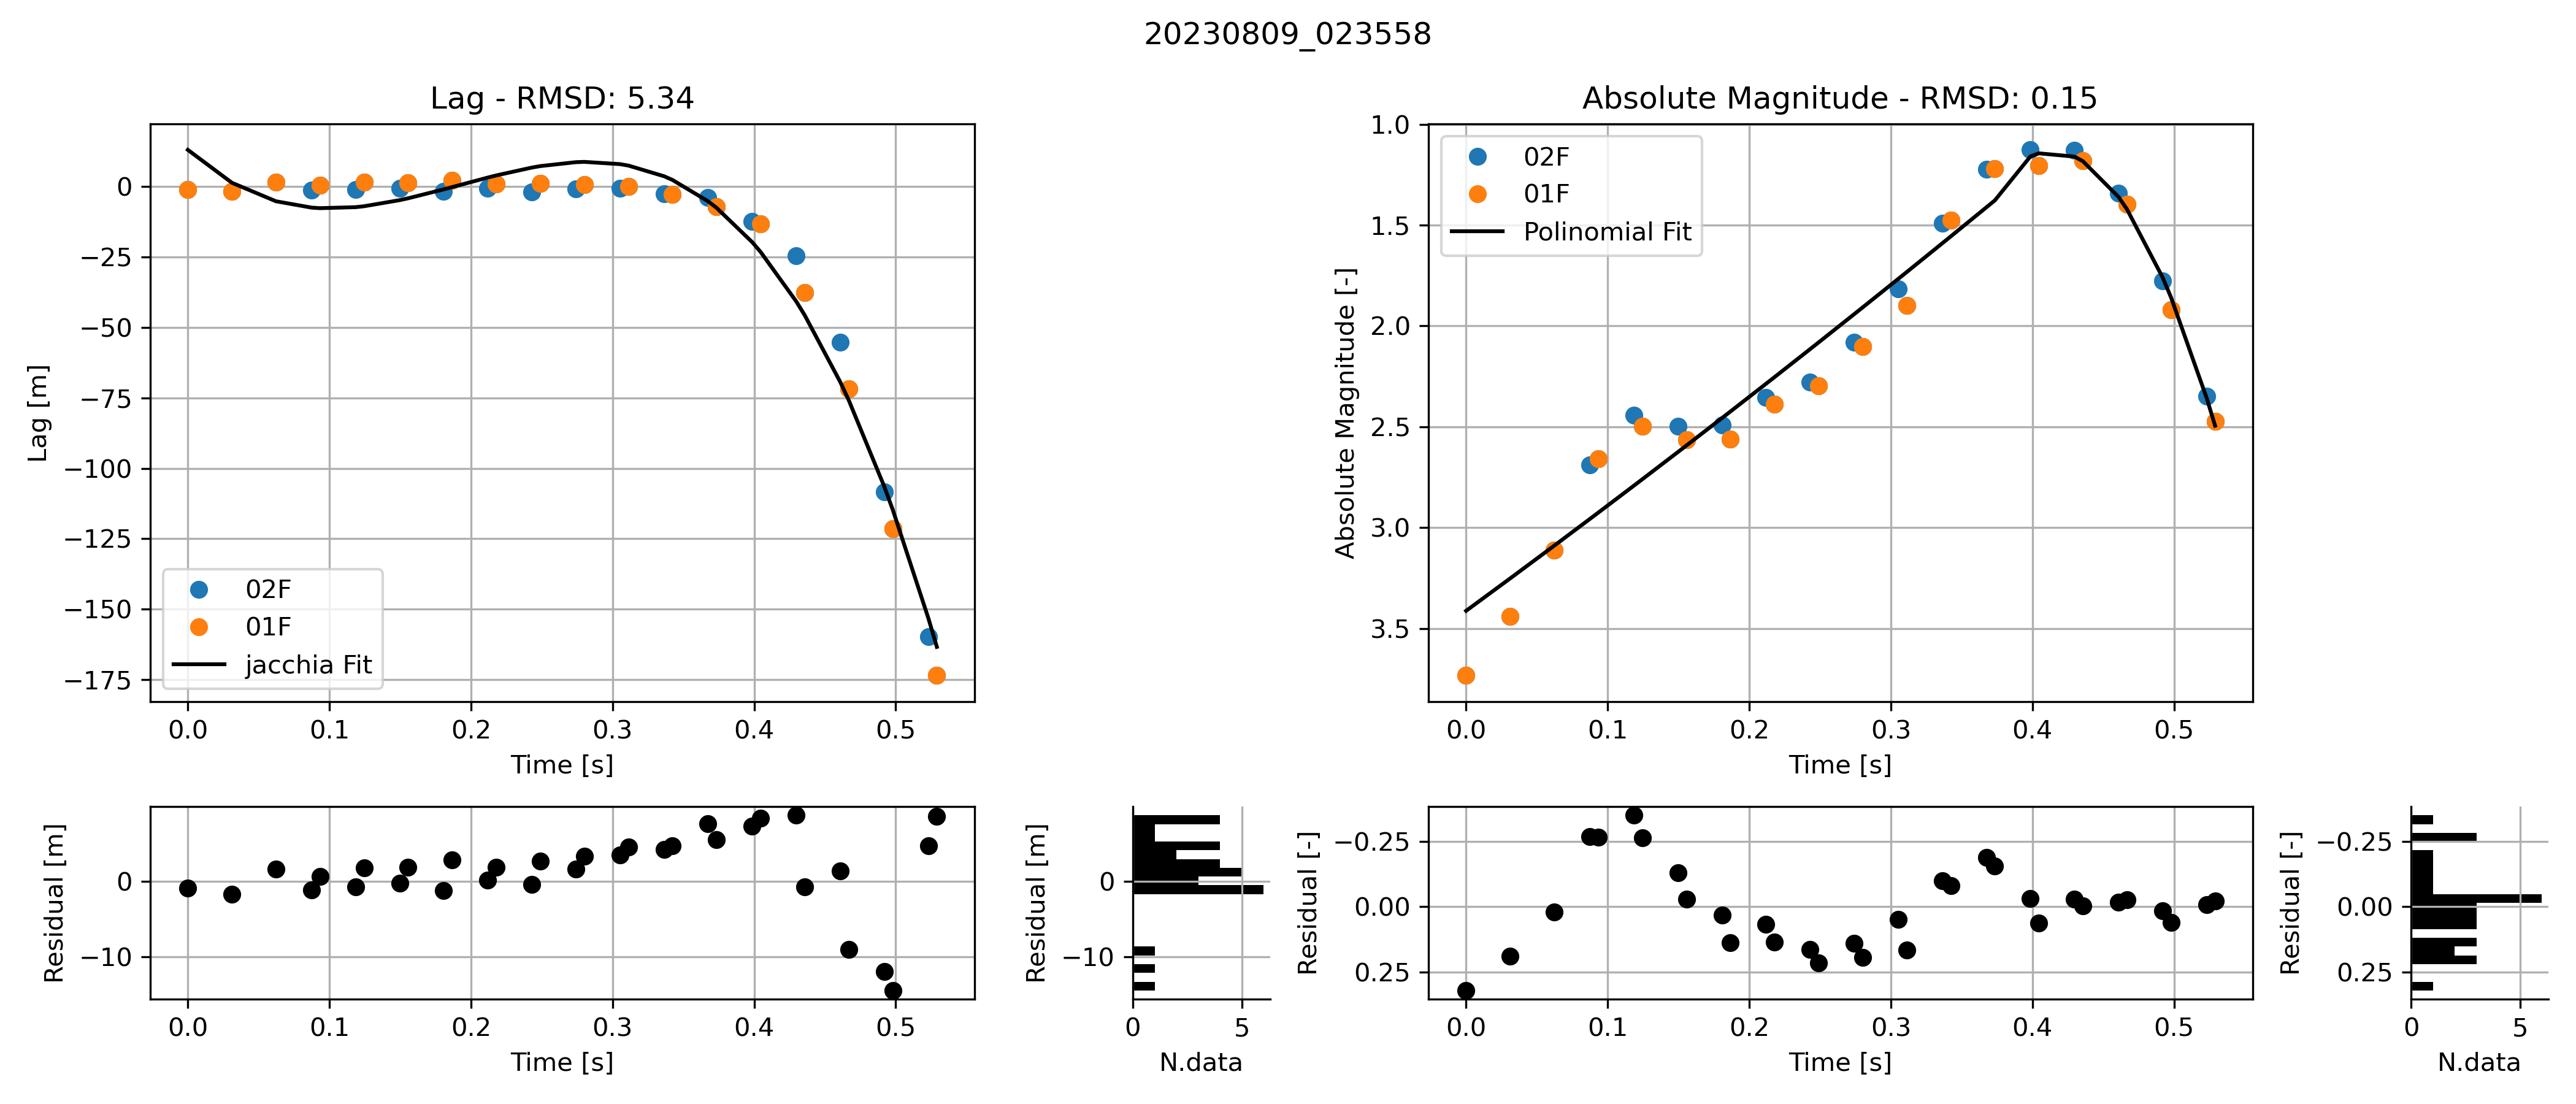 20230809_023558
Lag - RMSD: 5.34
Lag [m]
0
−25
−50
−75
−100
−125
−150
−175
02F
01F
jacchia Fit
0.0 0.1 0.2 0.3 0.4 0.5
Time [s]
Absolute Magnitude - RMSD: 0.15
Absolute Magnitude [-]
1.0
1.5
2.0
2.5
3.0
3.5
02F
01F
Polinomial Fit
0.0 0.1 0.2 0.3 0.4 0.5
Time [s]
Residual [m]
0
−10
0.0 0.1 0.2 0.3 0.4 0.5
Time [s]
Residual [m]
0
−10
0 5
N.data
Residual [-]
−0.25
0.00
0.25
0.0 0.1 0.2 0.3 0.4 0.5
Time [s]
Residual [-]
−0.25
0.00
0.25
0 5
N.data